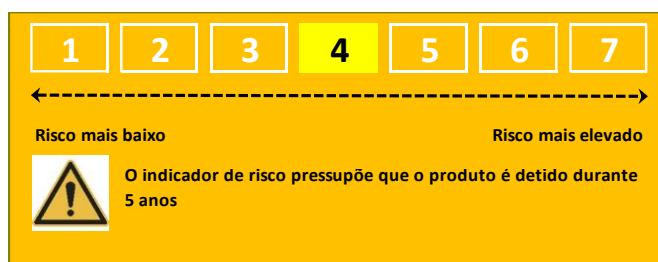 1 2 3 4 5 6 7
Risco mais baixo Risco mais elevado
O indicador de risco pressupõe que o produto é detido durante
5 anos